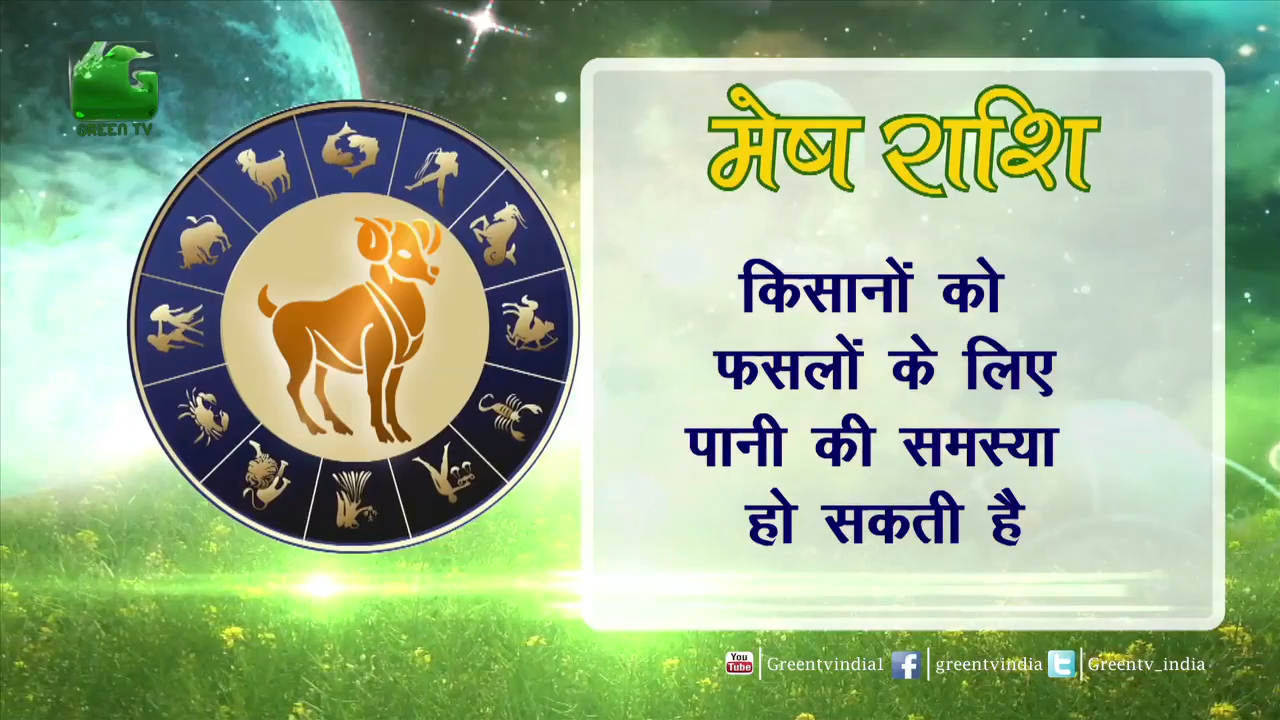 GREEN TV
मेष राशि
किसानों को
फसलों के लिए
पानी की समस्या
हो सकती है
You Tube Greentvindia1 f greentvindia t Greentv_india